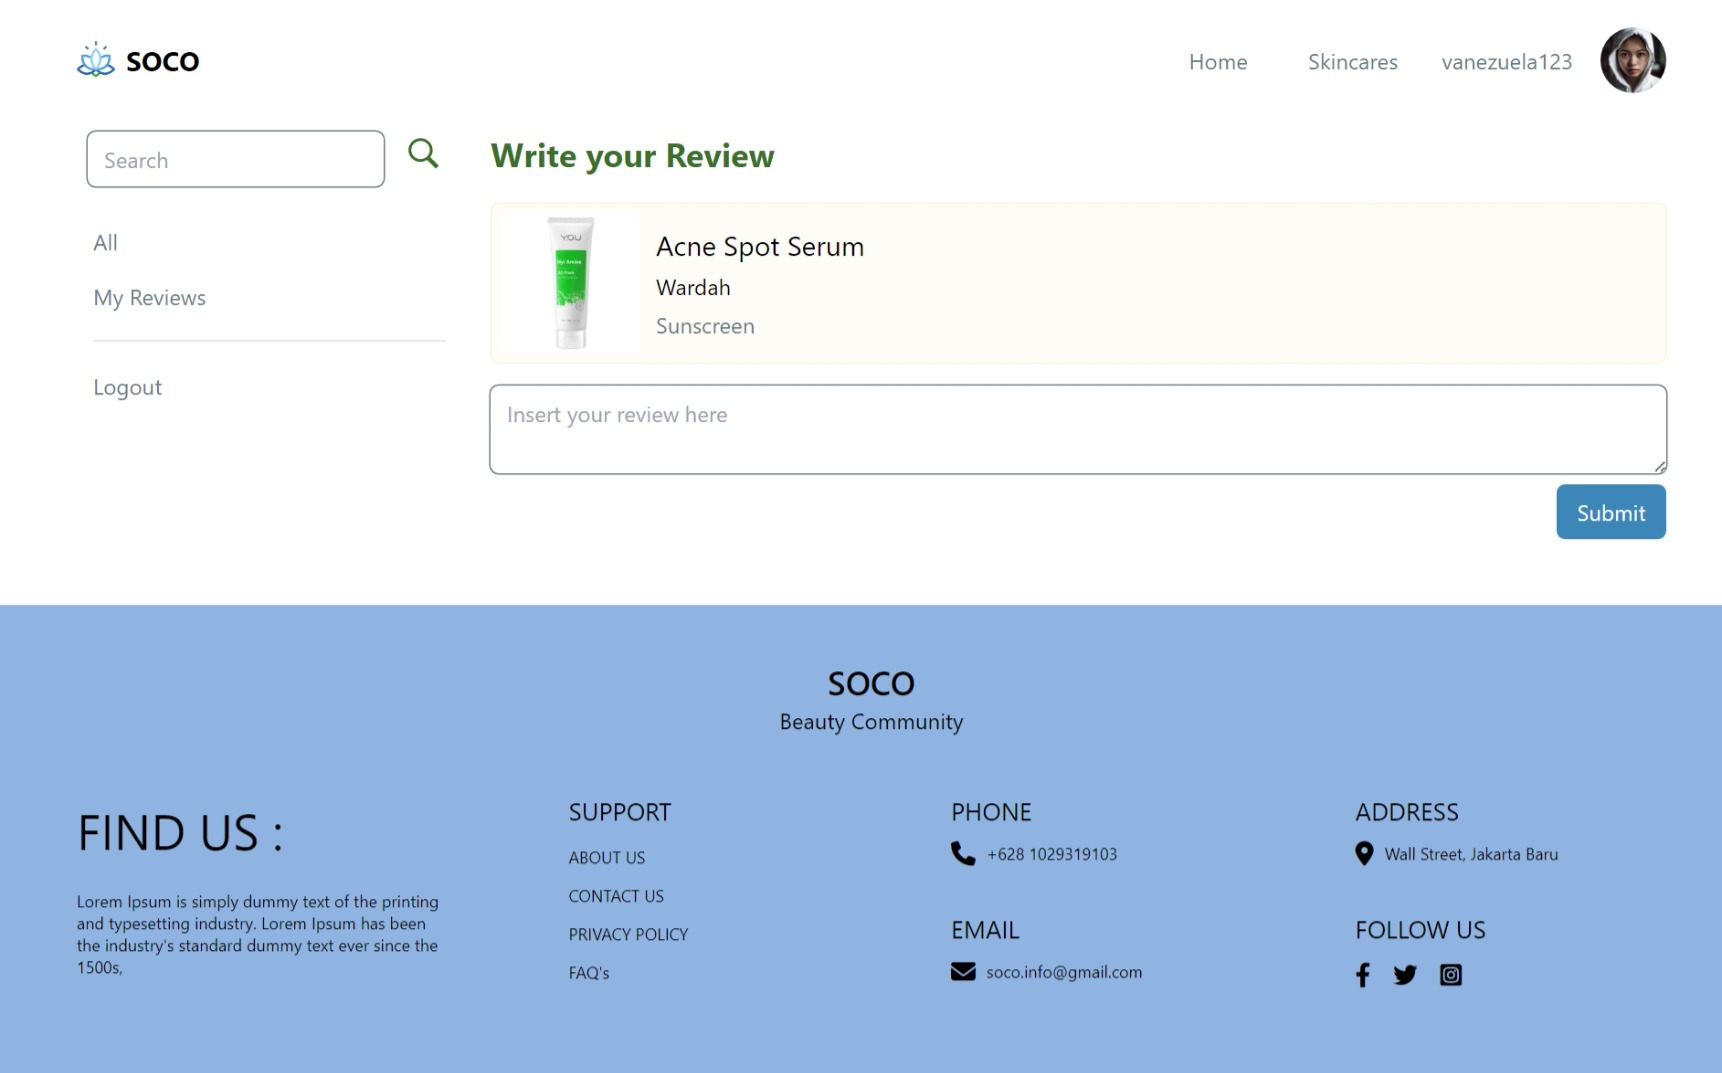 SOCO
Home
Skincares
vanezuela123
Search
All
My Reviews
Logout
Write your Review
YOU
Acne Spot Serum
Wardah
Sunscreen
Insert your review here
Submit
SOCO
Beauty Community
FIND US :
Lorem Ipsum is simply dummy text of the printing
and typesetting industry. Lorem Ipsum has been
the industry's standard dummy text ever since the
1500s,
SUPPORT
ABOUT US
CONTACT US
PRIVACY POLICY
FAQ's
PHONE
+628 1029319103
EMAIL
soco.info@gmail.com
ADDRESS
Wall Street, Jakarta Baru
FOLLOW US